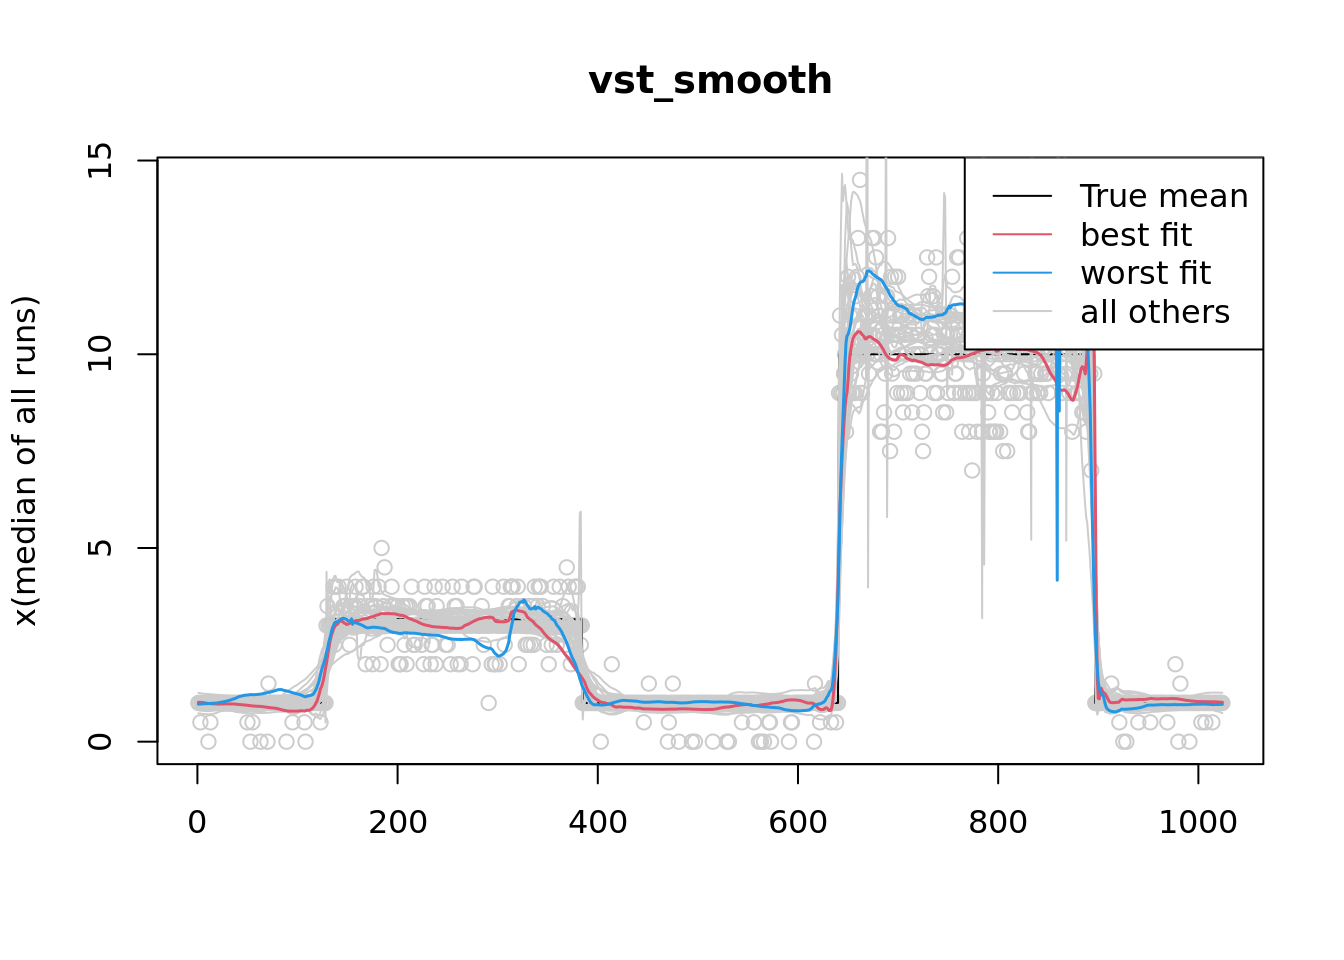 vst_smooth
x(median of all runs)
15
10
5
0
True mean
best fit
worst fit
all others
0 200 400 600 800 1000